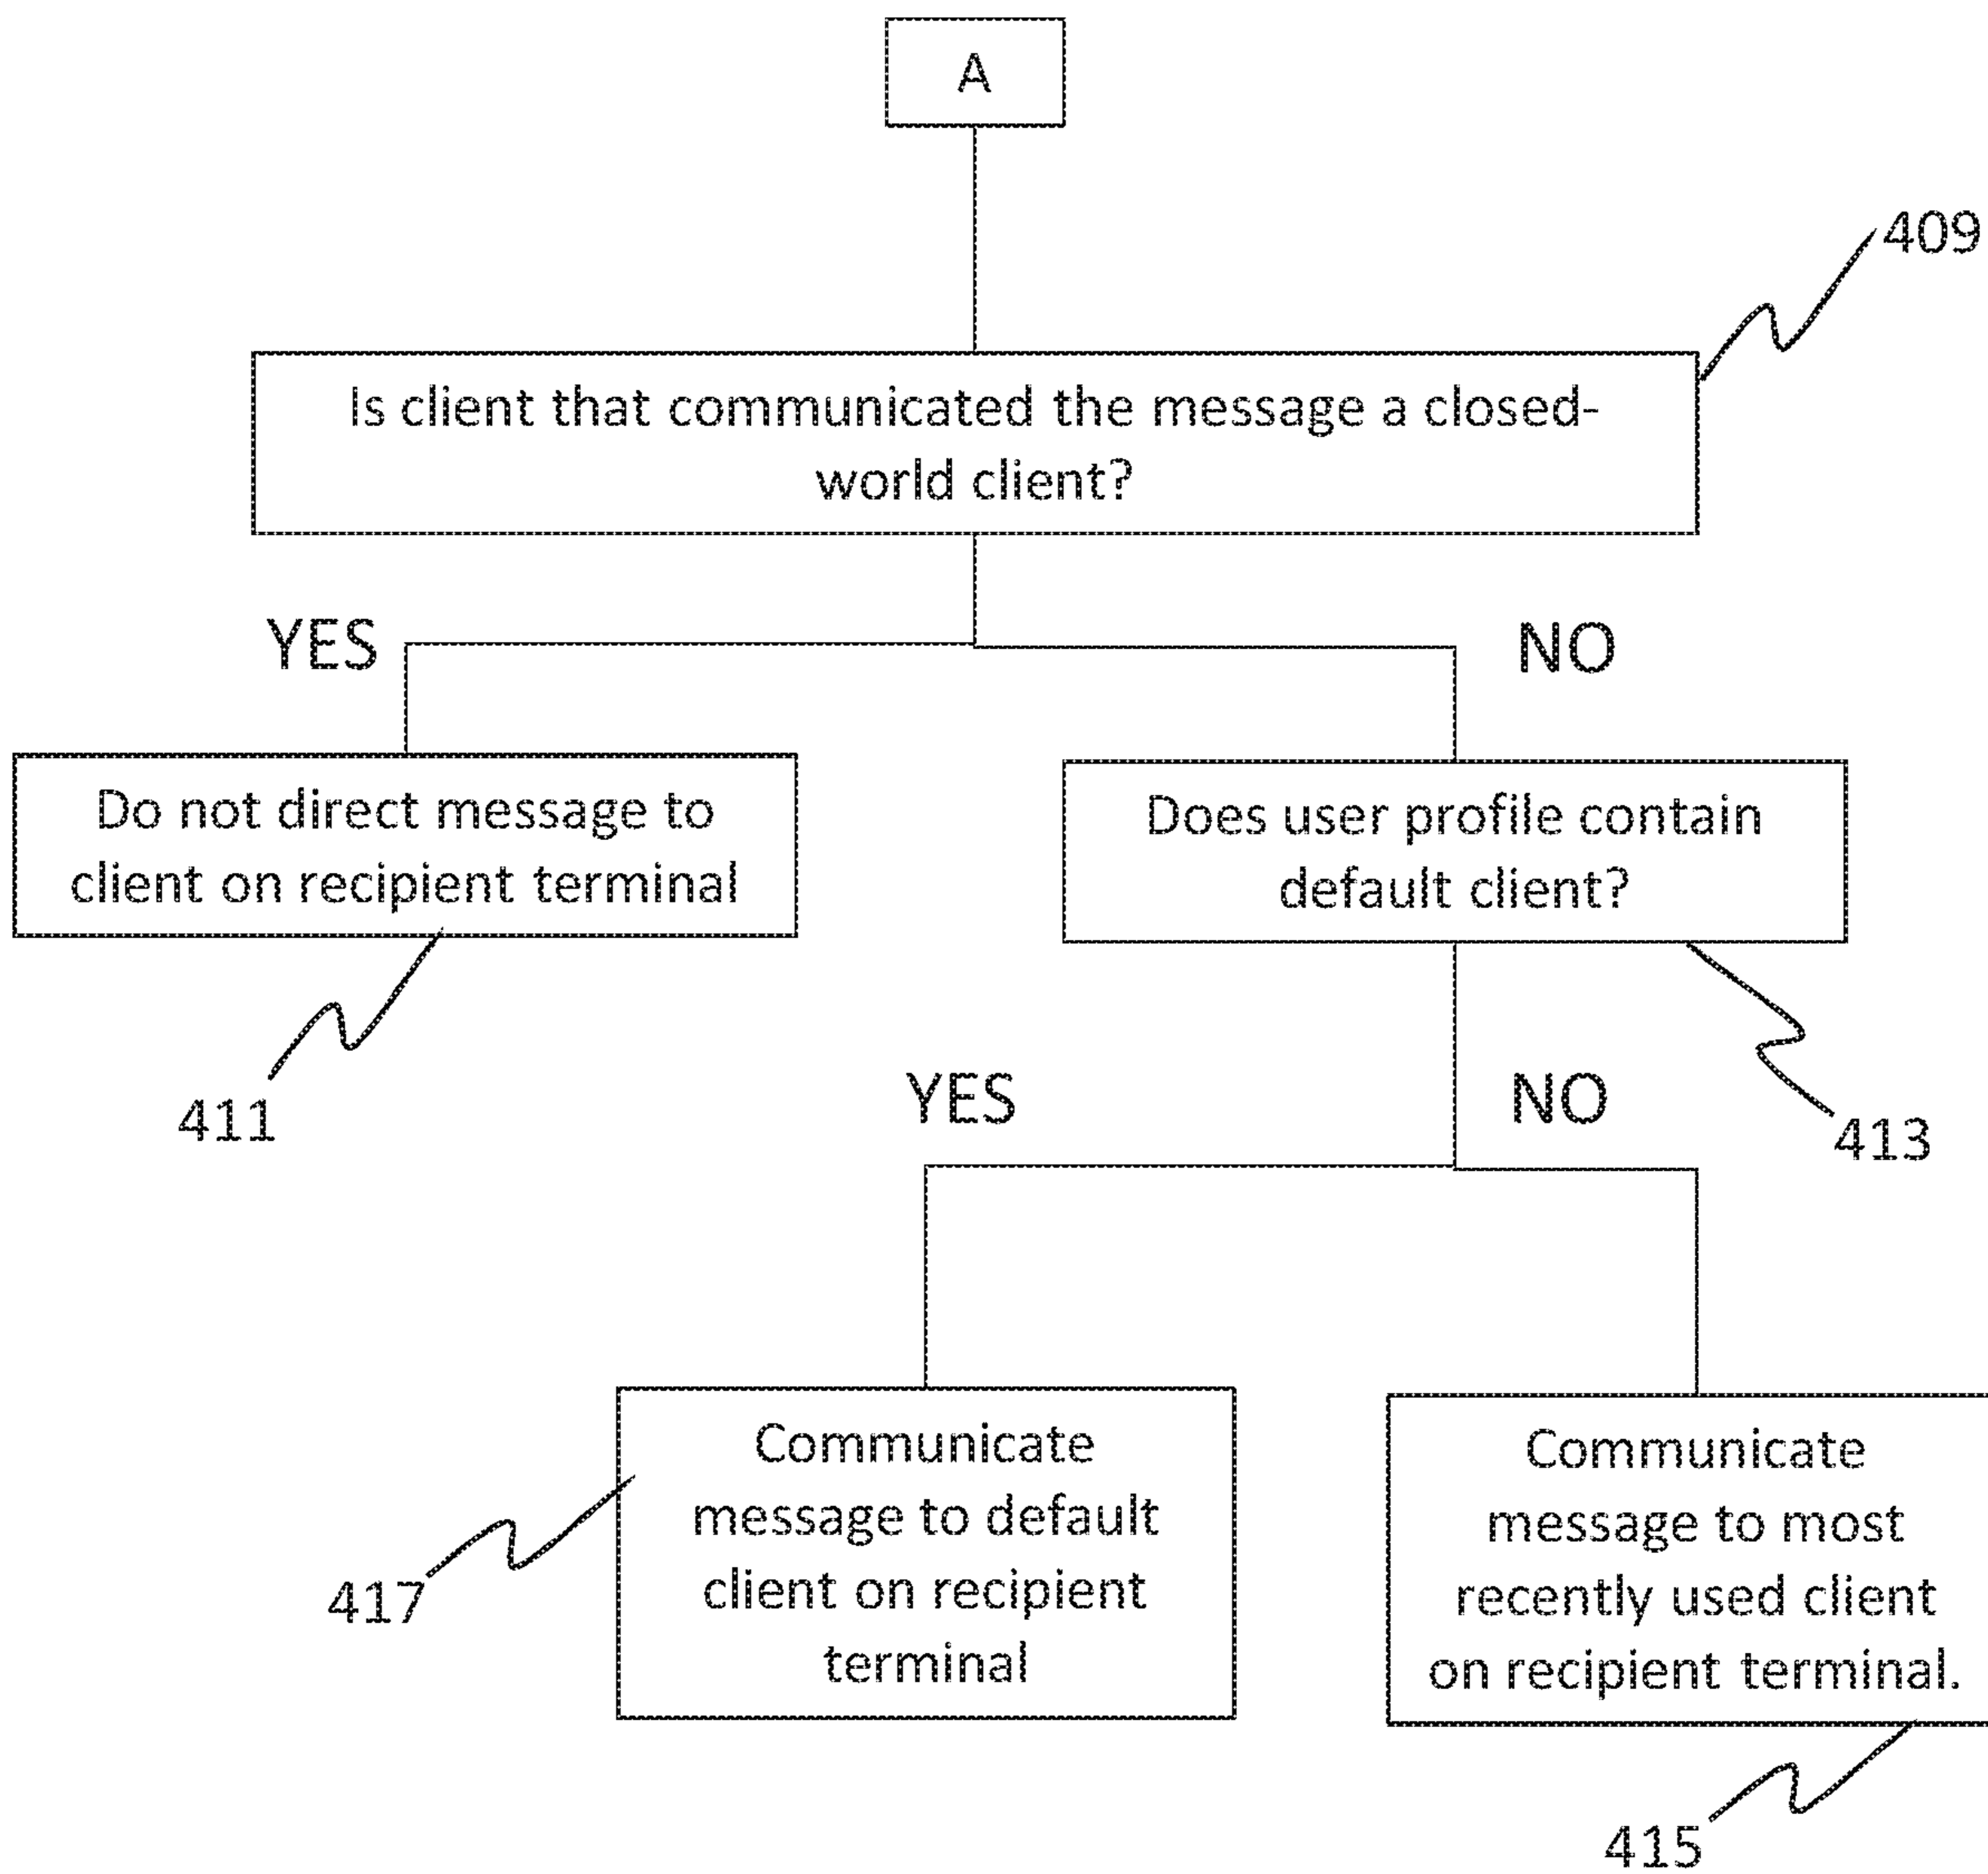 A
409
Is client that communicated the message a closed-
world client?
YES
NO
Do not direct message to
client on recipient terminal
Does user profile contain
default client?
411
YES
NO
413
Communicate
message to default
client on recipient
terminal
417
Communicate
message to most
recently used client
on recipient terminal.
415